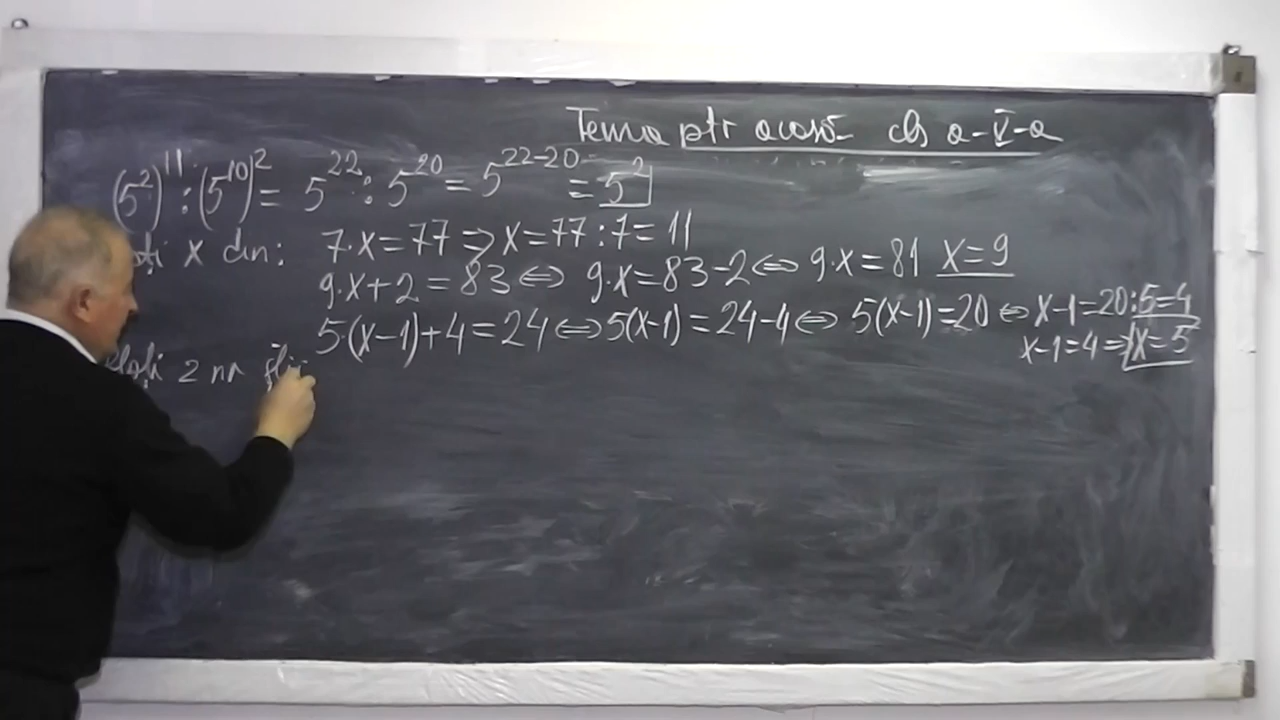 Tema ptr acasă cls a-V-a
(5²)¹¹:(5¹⁰)² = 5²²:5²⁰ = 5²²⁻²⁰ = 5²
x din: 7·x=77 ⇒ x=77:7=11
9·x+2=83 ⇔ 9·x=83-2 ⇔ 9·x=81 x=9
5·(x-1)+4=24 ⇔ 5(x-1)=24-4 ⇔ 5(x-1)=20 ⇔ x-1=20:5=4
x-1=4 ⇒ x=5
2 nr